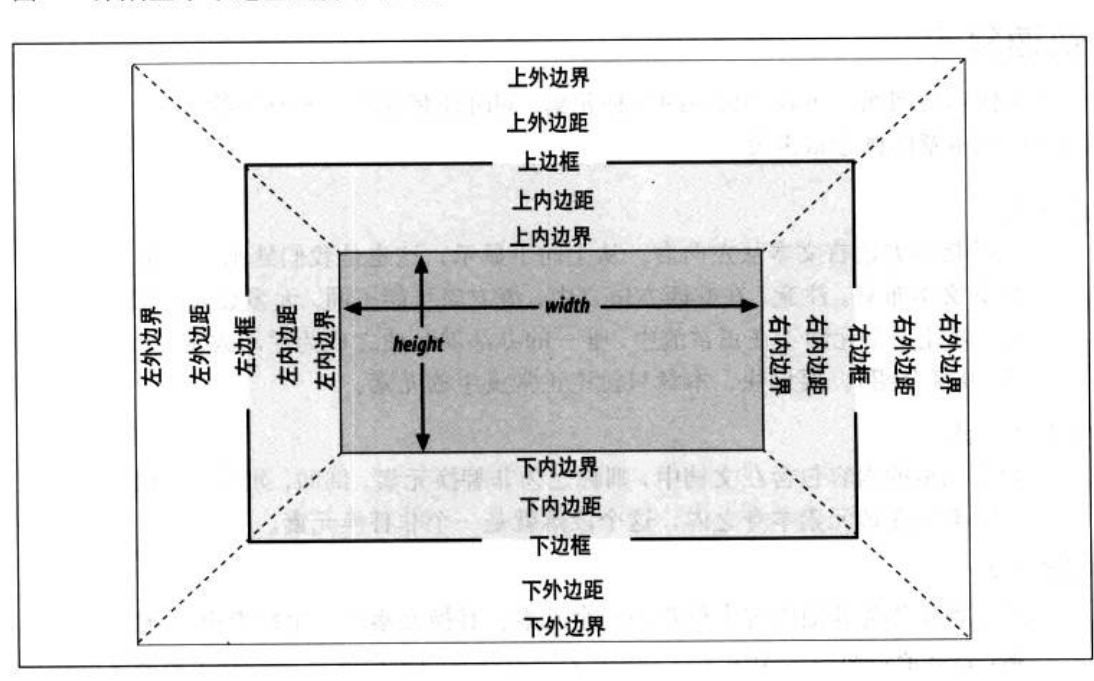 上外边界
上外边距
上边框
上内边距
上内边界
width
height
左外边界
左外边距
左边框
左内边距
左内边界
右内边界
右内边距
右边框
右外边距
右外边界
下内边界
下内边距
下边框
下外边距
下外边界